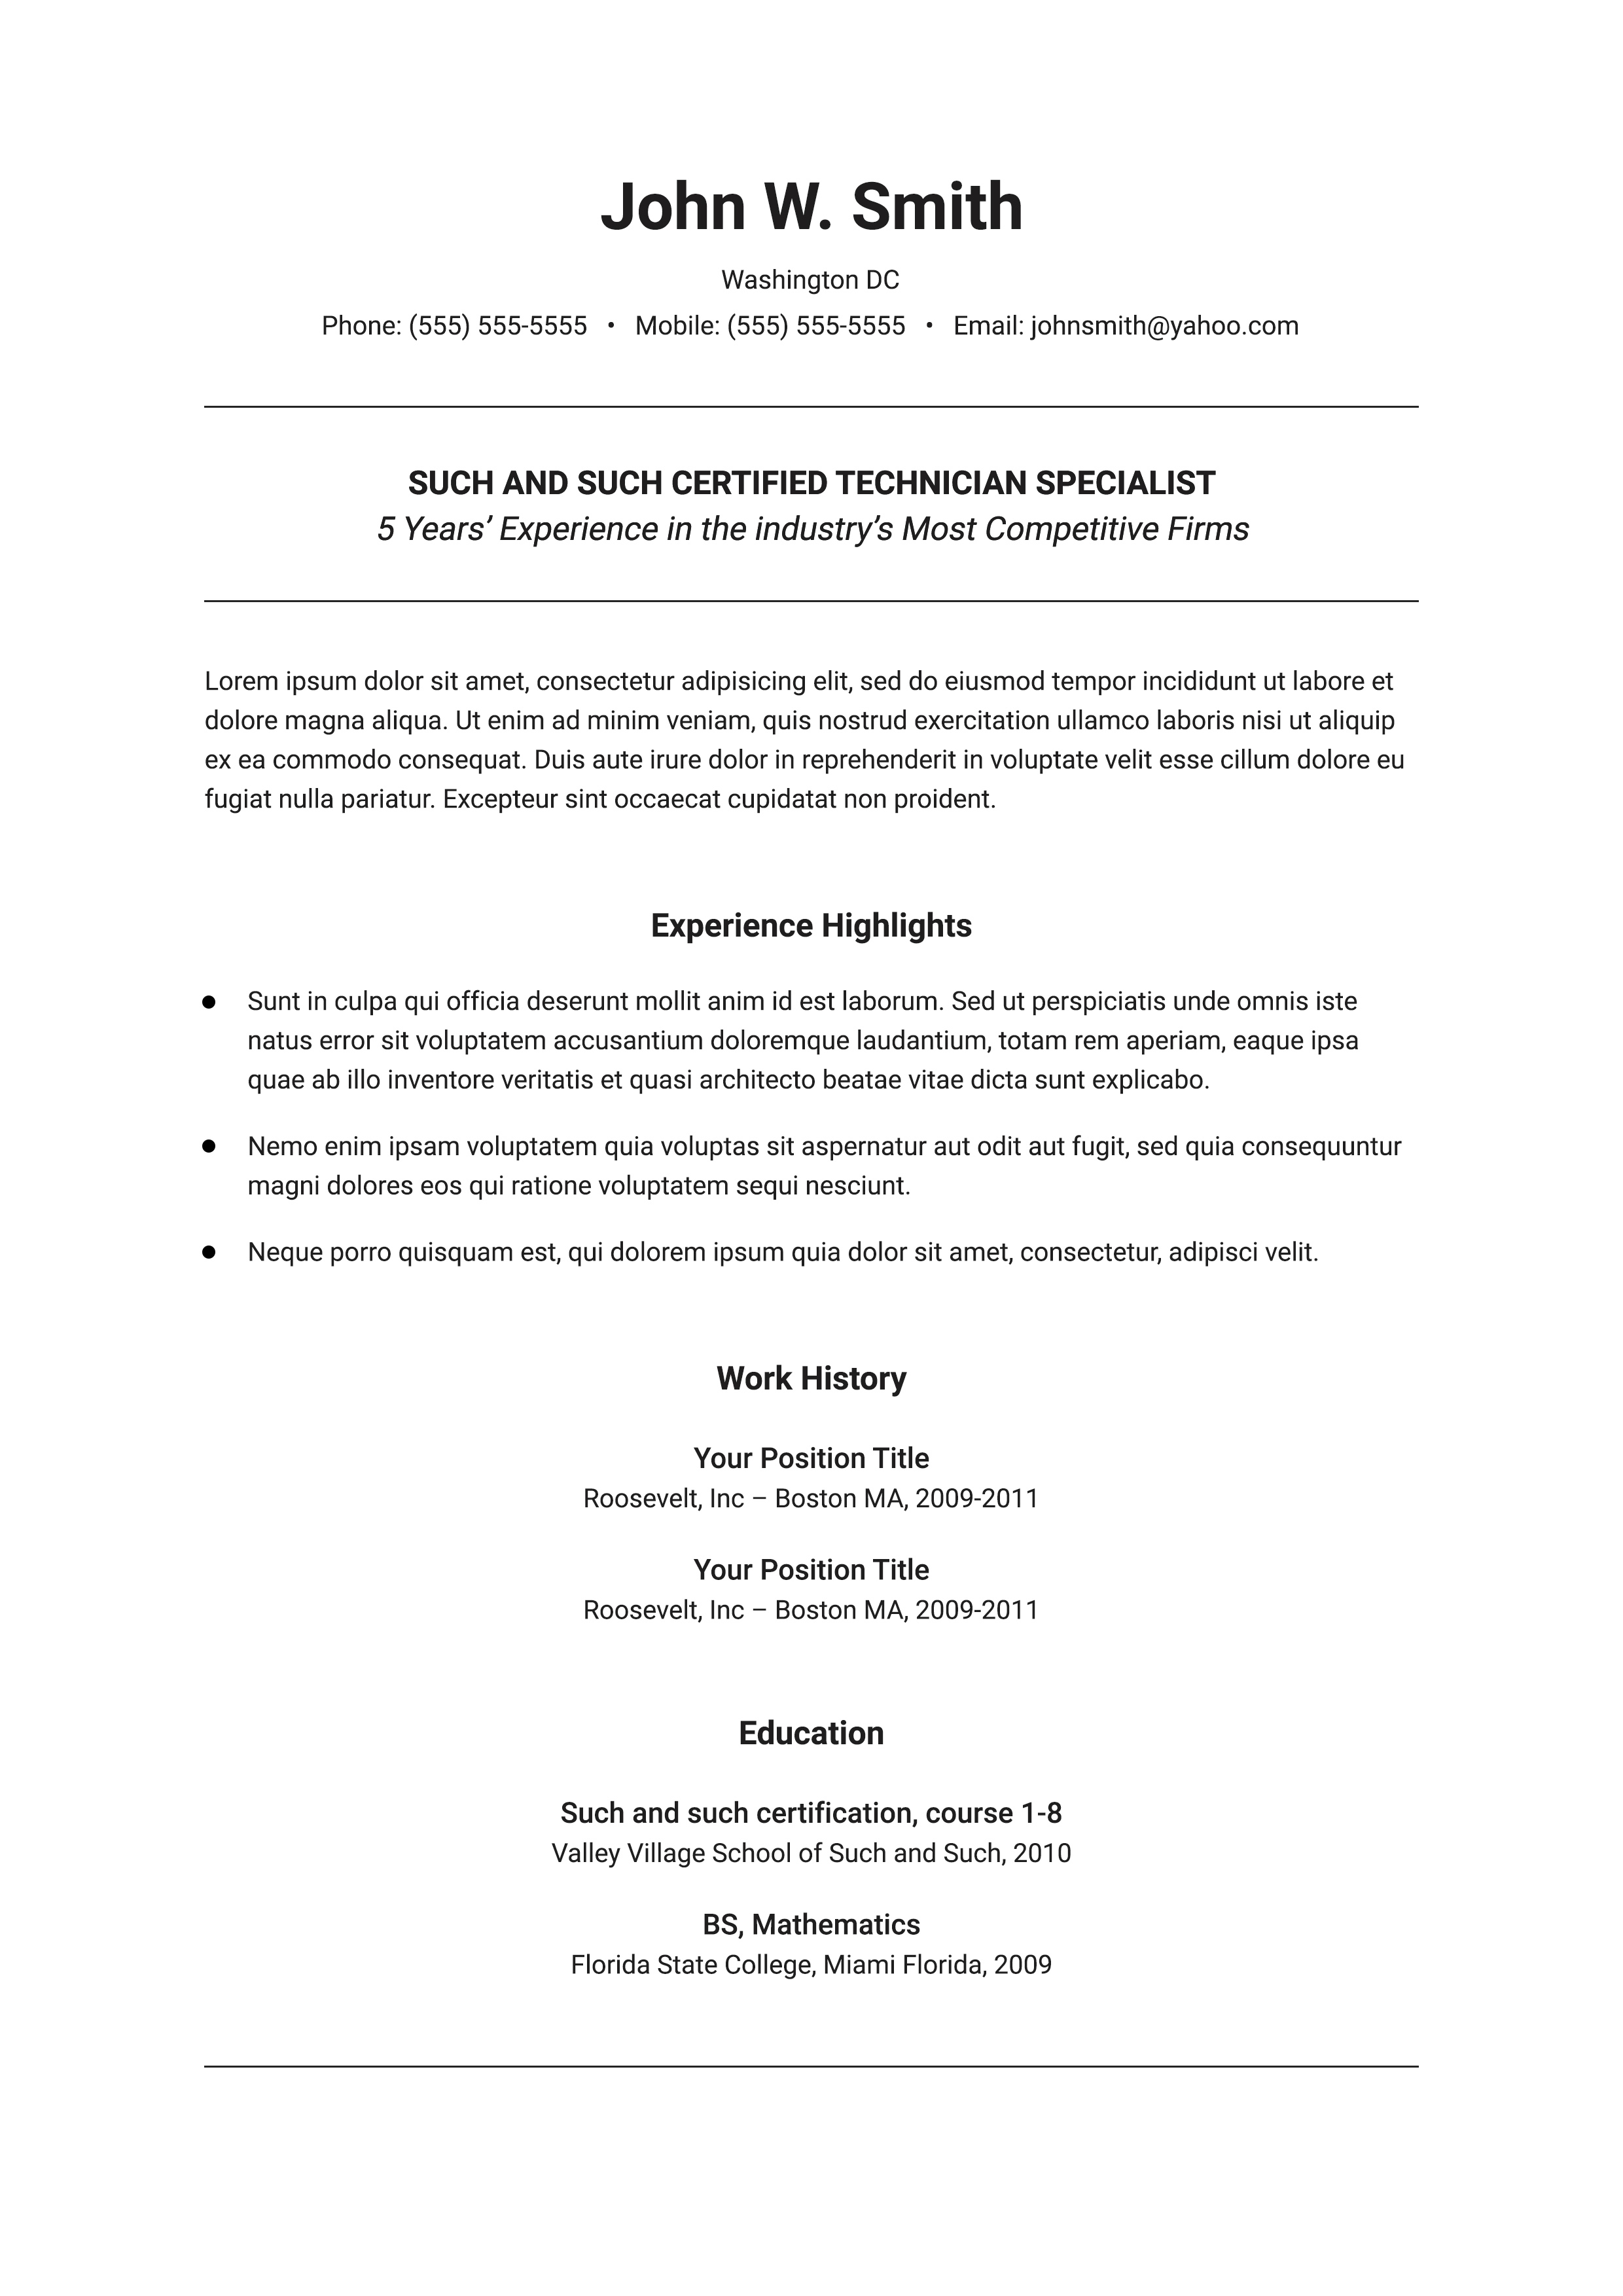 John W. Smith
Washington DC
Phone: (555) 555-5555 • Mobile: (555) 555-5555 • Email: johnsmith@yahoo.com
SUCH AND SUCH CERTIFIED TECHNICIAN SPECIALIST
5 Years’ Experience in the industry’s Most Competitive Firms
Lorem ipsum dolor sit amet, consectetur adipisicing elit, sed do eiusmod tempor incididunt ut labore et
dolore magna aliqua. Ut enim ad minim veniam, quis nostrud exercitation ullamco laboris nisi ut aliquip
ex ea commodo consequat. Duis aute irure dolor in reprehenderit in voluptate velit esse cillum dolore eu
fugiat nulla pariatur. Excepteur sint occaecat cupidatat non proident.
Experience Highlights
● Sunt in culpa qui officia deserunt mollit anim id est laborum. Sed ut perspiciatis unde omnis iste
natus error sit voluptatem accusantium doloremque laudantium, totam rem aperiam, eaque ipsa
quae ab illo inventore veritatis et quasi architecto beatae vitae dicta sunt explicabo.
● Nemo enim ipsam voluptatem quia voluptas sit aspernatur aut odit aut fugit, sed quia consequuntur
magni dolores eos qui ratione voluptatem sequi nesciunt.
● Neque porro quisquam est, qui dolorem ipsum quia dolor sit amet, consectetur, adipisci velit.
Work History
Your Position Title
Roosevelt, Inc – Boston MA, 2009-2011
Your Position Title
Roosevelt, Inc – Boston MA, 2009-2011
Education
Such and such certification, course 1-8
Valley Village School of Such and Such, 2010
BS, Mathematics
Florida State College, Miami Florida, 2009